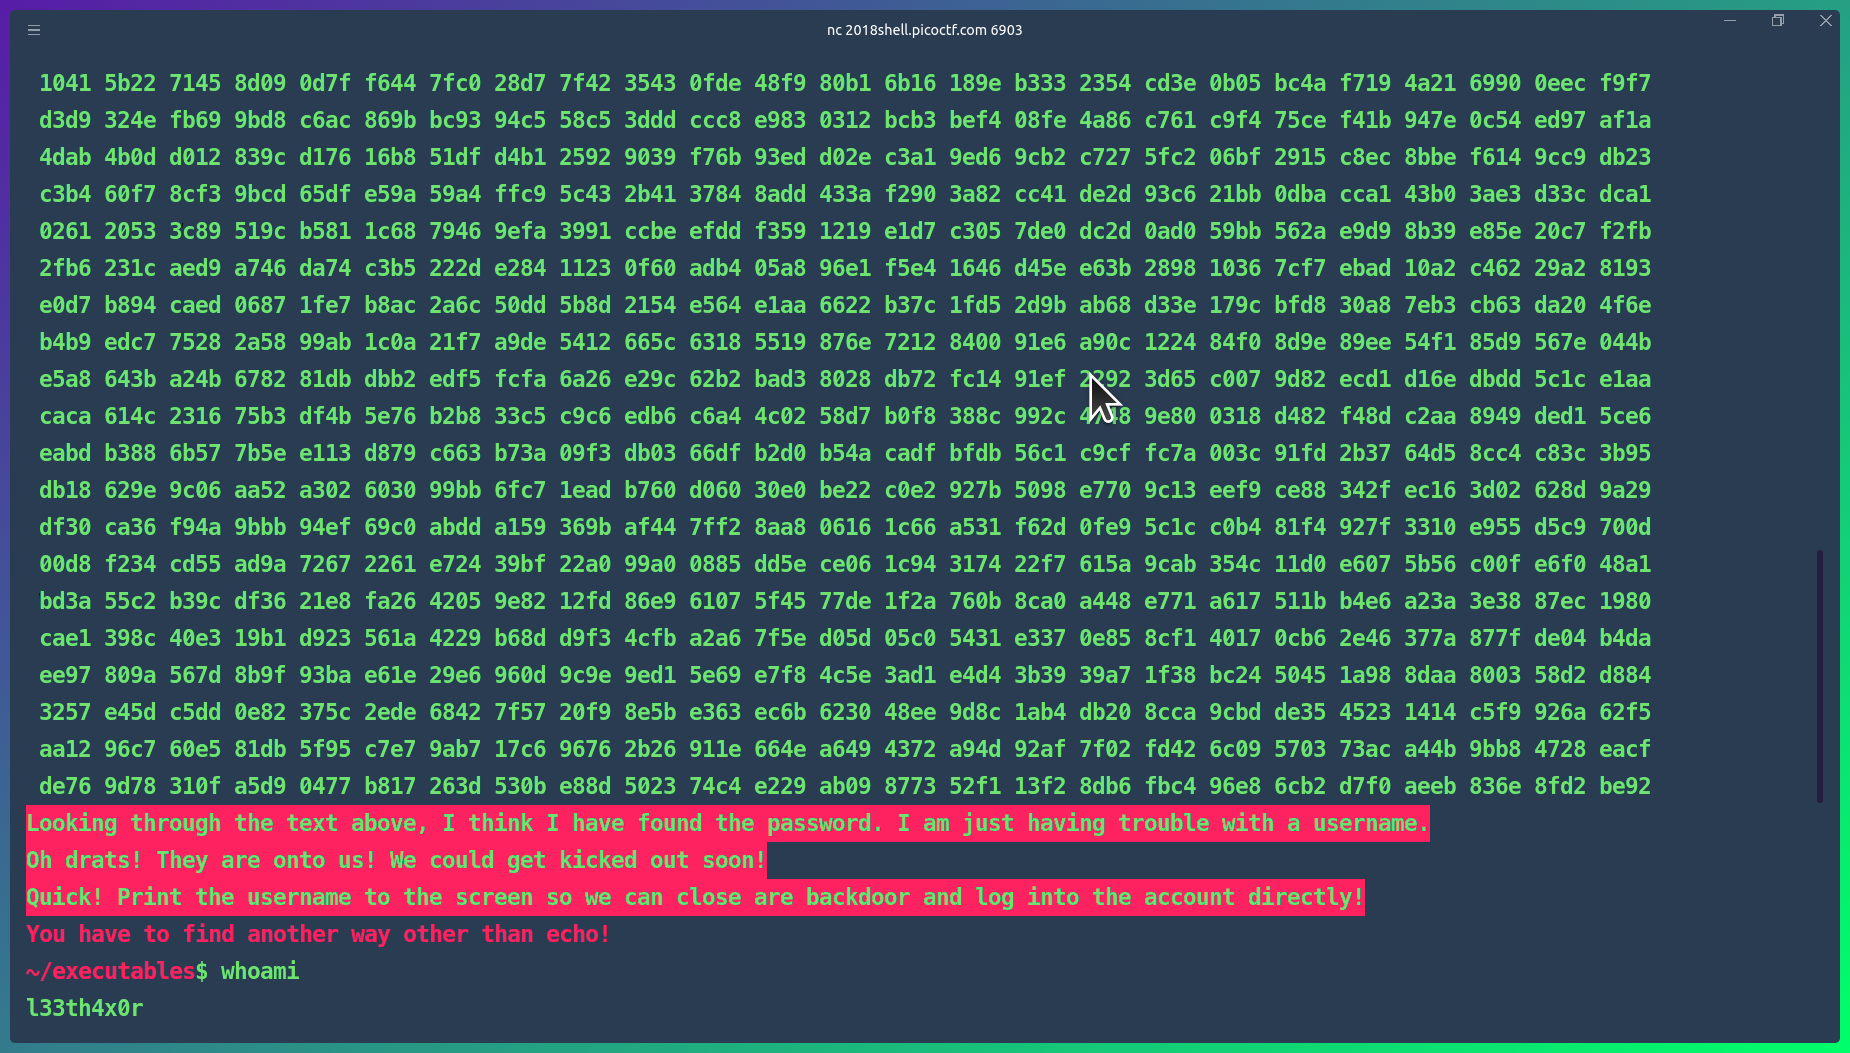 nc 2018shell.picoctf.com 6903
1041 5b22 7145 8d09 0d7f f644 7fc0 28d7 7f42 3543 0fde 48f9 80b1 6b16 189e b333 2354 cd3e 0b05 bc4a f719 4a21 6990 0eec f9f7
d3d9 324e fb69 9bd8 c6ac 869b bc93 94c5 58c5 3ddd ccc8 e983 0312 bcb3 bef4 08fe 4a86 c761 c9f4 75ce f41b 947e 0c54 ed97 af1a
4dab 4b0d d012 839c d176 16b8 51df d4b1 2592 9039 f76b 93ed d02e c3a1 9ed6 9cb2 c727 5fc2 06bf 2915 c8ec 8bbe f614 9cc9 db23
c3b4 60f7 8cf3 9bcd 65df e59a 59a4 ffc9 5c43 2b41 3784 8add 433a f290 3a82 cc41 de2d 93c6 21bb 0dba cca1 43b0 3ae3 d33c dca1
0261 2053 3c89 519c b581 1c68 7946 9efa 3991 ccbe efdd f359 1219 e1d7 c305 7de0 dc2d 0ad0 59bb 562a e9d9 8b39 e85e 20c7 f2fb
2fb6 231c aed9 a746 da74 c3b5 222d e284 1123 0f60 adb4 05a8 96e1 f5e4 1646 d45e e63b 2898 1036 7cf7 ebad 10a2 c462 29a2 8193
e0d7 b894 caed 0687 1fe7 b8ac 2a6c 50dd 5b8d 2154 e564 e1aa 6622 b37c 1fd5 2d9b ab68 d33e 179c bfd8 30a8 7eb3 cb63 da20 4f6e
b4b9 edc7 7528 2a58 99ab 1c0a 21f7 a9de 5412 665c 6318 5519 876e 7212 8400 91e6 a90c 1224 84f0 8d9e 89ee 54f1 85d9 567e 044b
e5a8 643b a24b 6782 81db dbb2 edf5 fcfa 6a26 e29c 62b2 bad3 8028 db72 fc14 91ef 3d65 c007 9d82 ecd1 d16e dbdd 5c1c e1aa
caca 614c 2316 75b3 df4b 5e76 b2b8 33c5 c9c6 edb6 c6a4 4c02 58d7 b0f8 388c 992c 9e80 0318 d482 f48d c2aa 8949 ded1 5ce6
eabd b388 6b57 7b5e e113 d879 c663 b73a 09f3 db03 66df b2d0 b54a cadf bfdb 56c1 c9cf fc7a 003c 91fd 2b37 64d5 8cc4 c83c 3b95
db18 629e 9c06 aa52 a302 6030 99bb 6fc7 1ead b760 d060 30e0 be22 c0e2 927b 5098 e770 9c13 eef9 ce88 342f ec16 3d02 628d 9a29
df30 ca36 f94a 9bbb 94ef 69c0 abdd a159 369b af44 7ff2 8aa8 0616 1c66 a531 f62d 0fe9 5c1c c0b4 81f4 927f 3310 e955 d5c9 700d
00d8 f234 cd55 ad9a 7267 2261 e724 39bf 22a0 99a0 0885 dd5e ce06 1c94 3174 22f7 615a 9cab 354c 11d0 e607 5b56 c00f e6f0 48a1
bd3a 55c2 b39c df36 21e8 fa26 4205 9e82 12fd 86e9 6107 5f45 77de 1f2a 760b 8ca0 a448 e771 a617 511b b4e6 a23a 3e38 87ec 1980
cae1 398c 40e3 19b1 d923 561a 4229 b68d d9f3 4cfb a2a6 7f5e d05d 05c0 5431 e337 0e85 8cf1 4017 0cb6 2e46 377a 877f de04 b4da
ee97 809a 567d 8b9f 93ba e61e 29e6 960d 9c9e 9ed1 5e69 e7f8 4c5e 3ad1 e4d4 3b39 39a7 1f38 bc24 5045 1a98 8daa 8003 58d2 d884
3257 e45d c5dd 0e82 375c 2ede 6842 7f57 20f9 8e5b e363 ec6b 6230 48ee 9d8c 1ab4 db20 8cca 9cbd de35 4523 1414 c5f9 926a 62f5
aa12 96c7 60e5 81db 5f95 c7e7 9ab7 17c6 9676 2b26 911e 664e a649 4372 a94d 92af 7f02 fd42 6c09 5703 73ac a44b 9bb8 4728 eacf
de76 9d78 310f a5d9 0477 b817 263d 530b e88d 5023 74c4 e229 ab09 8773 52f1 13f2 8db6 fbc4 96e8 6cb2 d7f0 aeeb 836e 8fd2 be92
Looking through the text above, I think I have found the password. I am just having trouble with a username.
Oh drats! They are onto us! We could get kicked out soon!
Quick! Print the username to the screen so we can close are backdoor and log into the account directly!
You have to find another way other than echo!
~/executables$ whoami
l33th4x0r